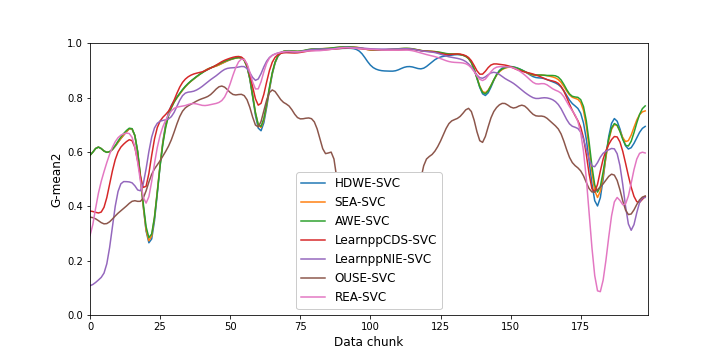 1.0
0.8
0.6
0.4
0.2
0.0
G-mean2
HDWE-SVC
SEA-SVC
AWE-SVC
LearnppCDS-SVC
LearnppNIE-SVC
OUSE-SVC
REA-SVC
0 25 50 75 100 125 150 175
Data chunk